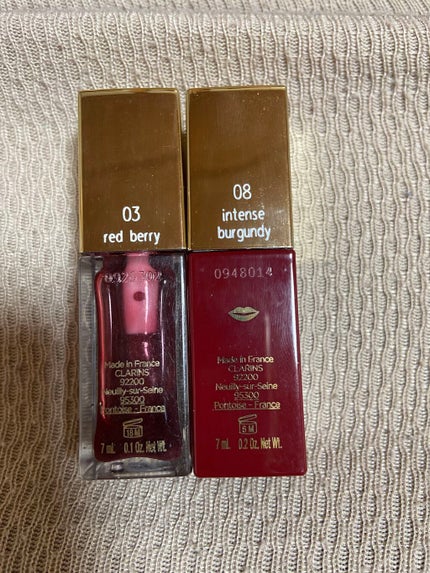 03
red berry
Made in France
CLARINS
92200
Neuilly-sur-Seine
95300
Pontoise - France
18 M
7 mL 0.1 Oz. Net Wt.
08
intense
burgundy
0948014
Made in France
CLARINS
92200
Neuilly-sur-Seine
95300
Pontoise - France
7 mL 0.2 Oz. Net Wt.